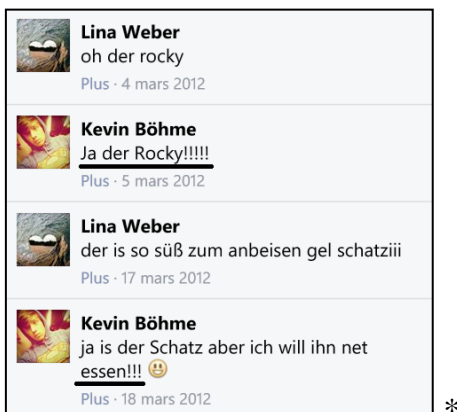 Lina Weber
oh der rocky
Plus · 4 mars 2012
Kevin Böhme
Ja der Rocky!!!!!
Plus · 5 mars 2012
Lina Weber
der is so süß zum anbeisen gel schatziii
Plus · 17 mars 2012
Kevin Böhme
ja is der Schatz aber ich will ihn net
essen!!! 😃
Plus · 18 mars 2012
*